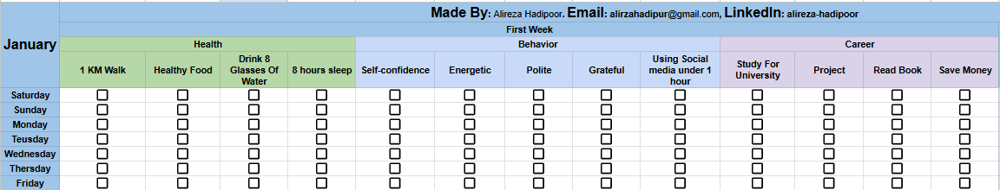 Made By: Alireza Hadipoor. Email: alirzahadipur@gmail.com, LinkedIn: alireza-hadipoor
January
First Week
Health Behavior Career
1 KM Walk Healthy Food Drink 8 Glasses Of Water 8 hours sleep Self-confidence Energetic Polite Grateful Using Social media under 1 hour Study For University Project Read Book Save Money
Saturday
Sunday
Monday
Teusday
Wednesday
Thersday
Friday